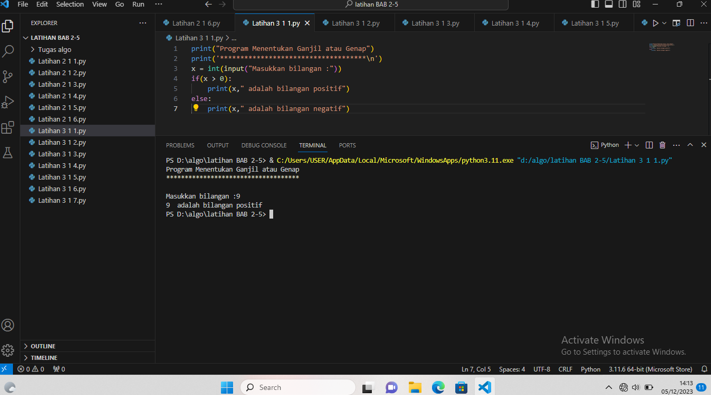 File Edit Selection View Go Run ··· latihan BAB 2-5
EXPLORER ···
Latihan 2 1 6.py Latihan 3 1 1.py Latihan 3 1 2.py Latihan 3 1 3.py Latihan 3 1 4.py Latihan 3 1 5.py
Latihan 3 1 1.py > ...
LATIHAN BAB 2-5
Tugas algo
Latihan 2 1 1.py
Latihan 2 1 2.py
Latihan 2 1 3.py
Latihan 2 1 4.py
Latihan 2 1 5.py
Latihan 2 1 6.py
Latihan 3 1 1.py
Latihan 3 1 2.py
Latihan 3 1 3.py
Latihan 3 1 4.py
Latihan 3 1 5.py
Latihan 3 1 6.py
Latihan 3 1 7.py
OUTLINE
TIMELINE
1 print("Program Menentukan Ganjil atau Genap")
2 print('************************************\n')
3 x = int(input("Masukkan bilangan :"))
4 if(x > 0):
5 print(x," adalah bilangan positif")
6 else:
7 print(x," adalah bilangan negatif")
PROBLEMS OUTPUT DEBUG CONSOLE TERMINAL PORTS Python
PS D:\algo\latihan BAB 2-5> & C:/Users/USER/AppData/Local/Microsoft/WindowsApps/python3.11.exe "d:/algo/latihan BAB 2-5/Latihan 3 1 1.py"
Program Menentukan Ganjil atau Genap
************************************
Masukkan bilangan :9
9  adalah bilangan positif
PS D:\algo\latihan BAB 2-5>
Activate Windows
Go to Settings to activate Windows.
0 0 0 Ln 7, Col 5 Spaces: 4 UTF-8 CRLF Python 3.11.6 64-bit (Microsoft Store)
Search
14:13
05/12/2023
11